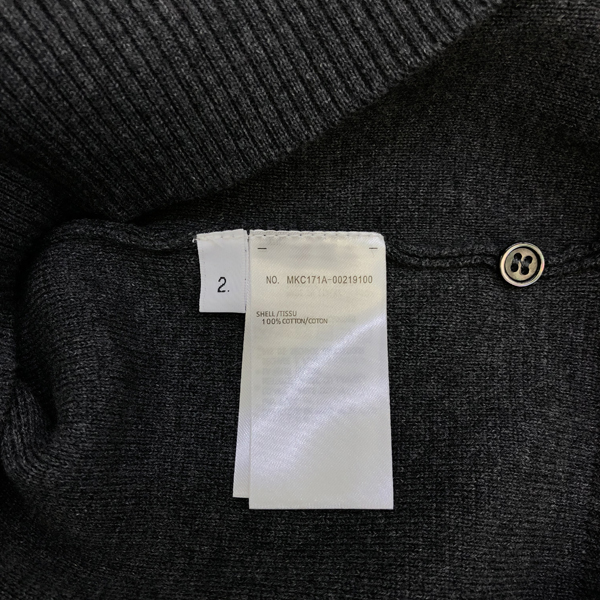 2.
NO. MKC171A-00219100
SHELL/TISSU
100% COTTON/COTON